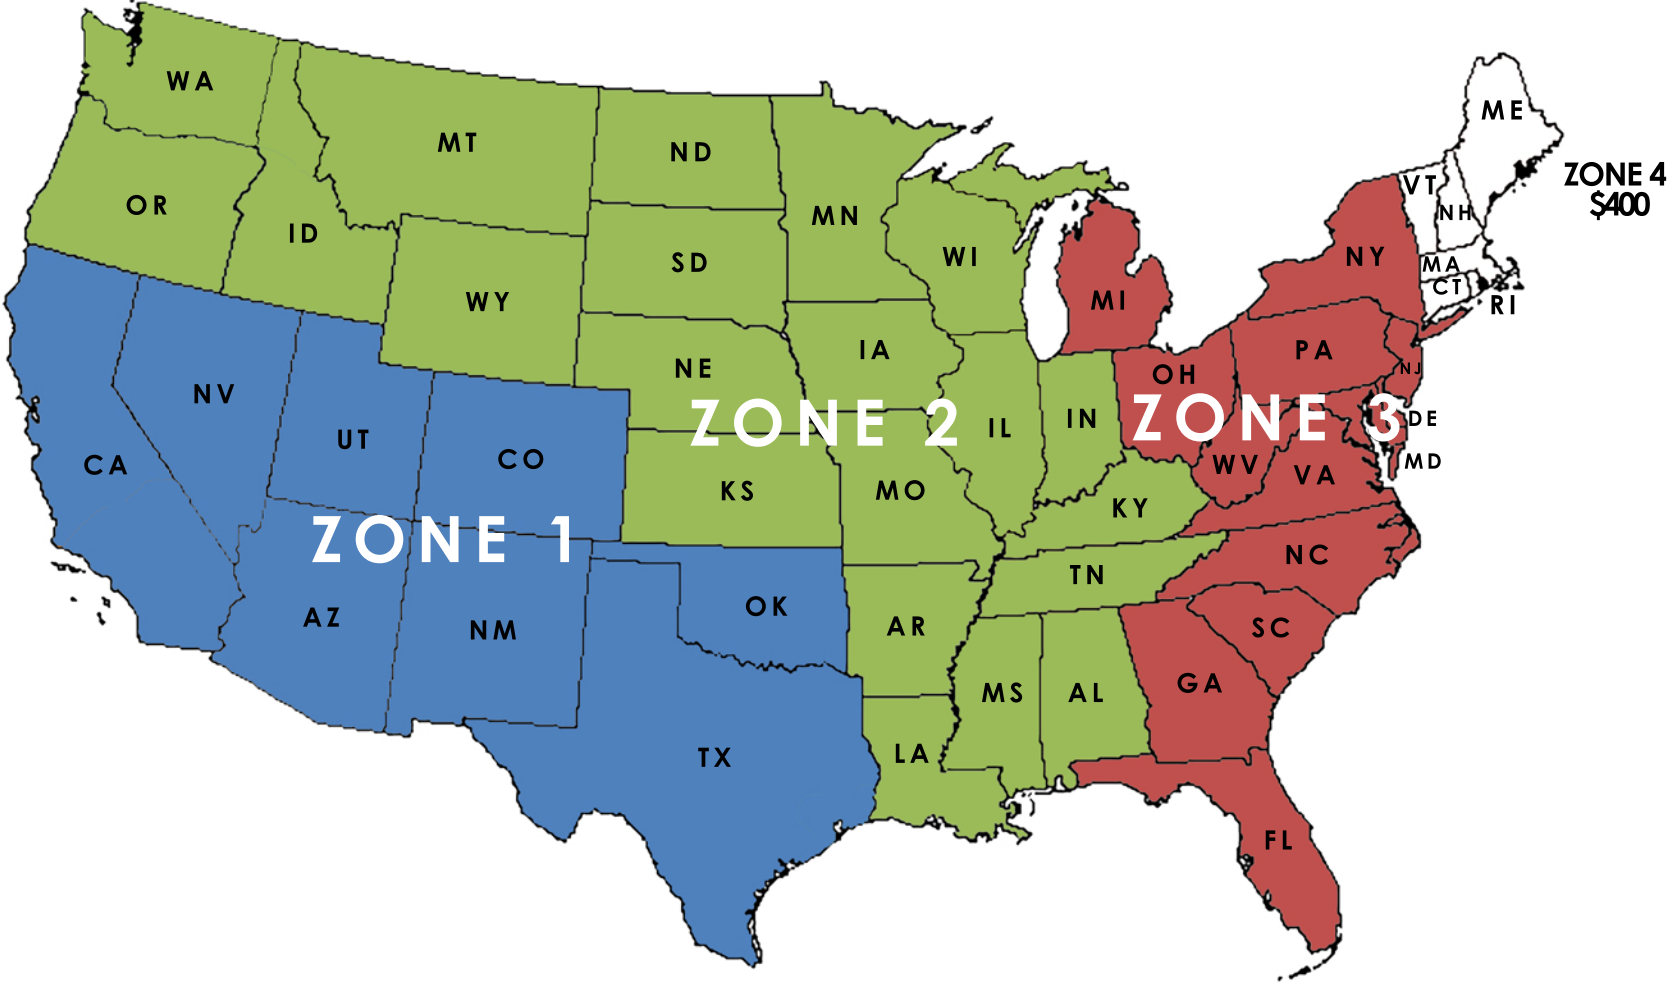 WA
MT
ND
ME
OR
ID
MN
VT
ZONE 4
$400
NH
SD
WI
NY
MA
CT
WY
MI
RI
IA
PA
NE
OH
NJ
NV
ZONE 2
ZONE 3
DE
UT
CO
IL
IN
CA
KS
MO
WV
VA
MD
KY
ZONE 1
NC
TN
OK
AZ
NM
AR
SC
MS
AL
GA
TX
LA
FL